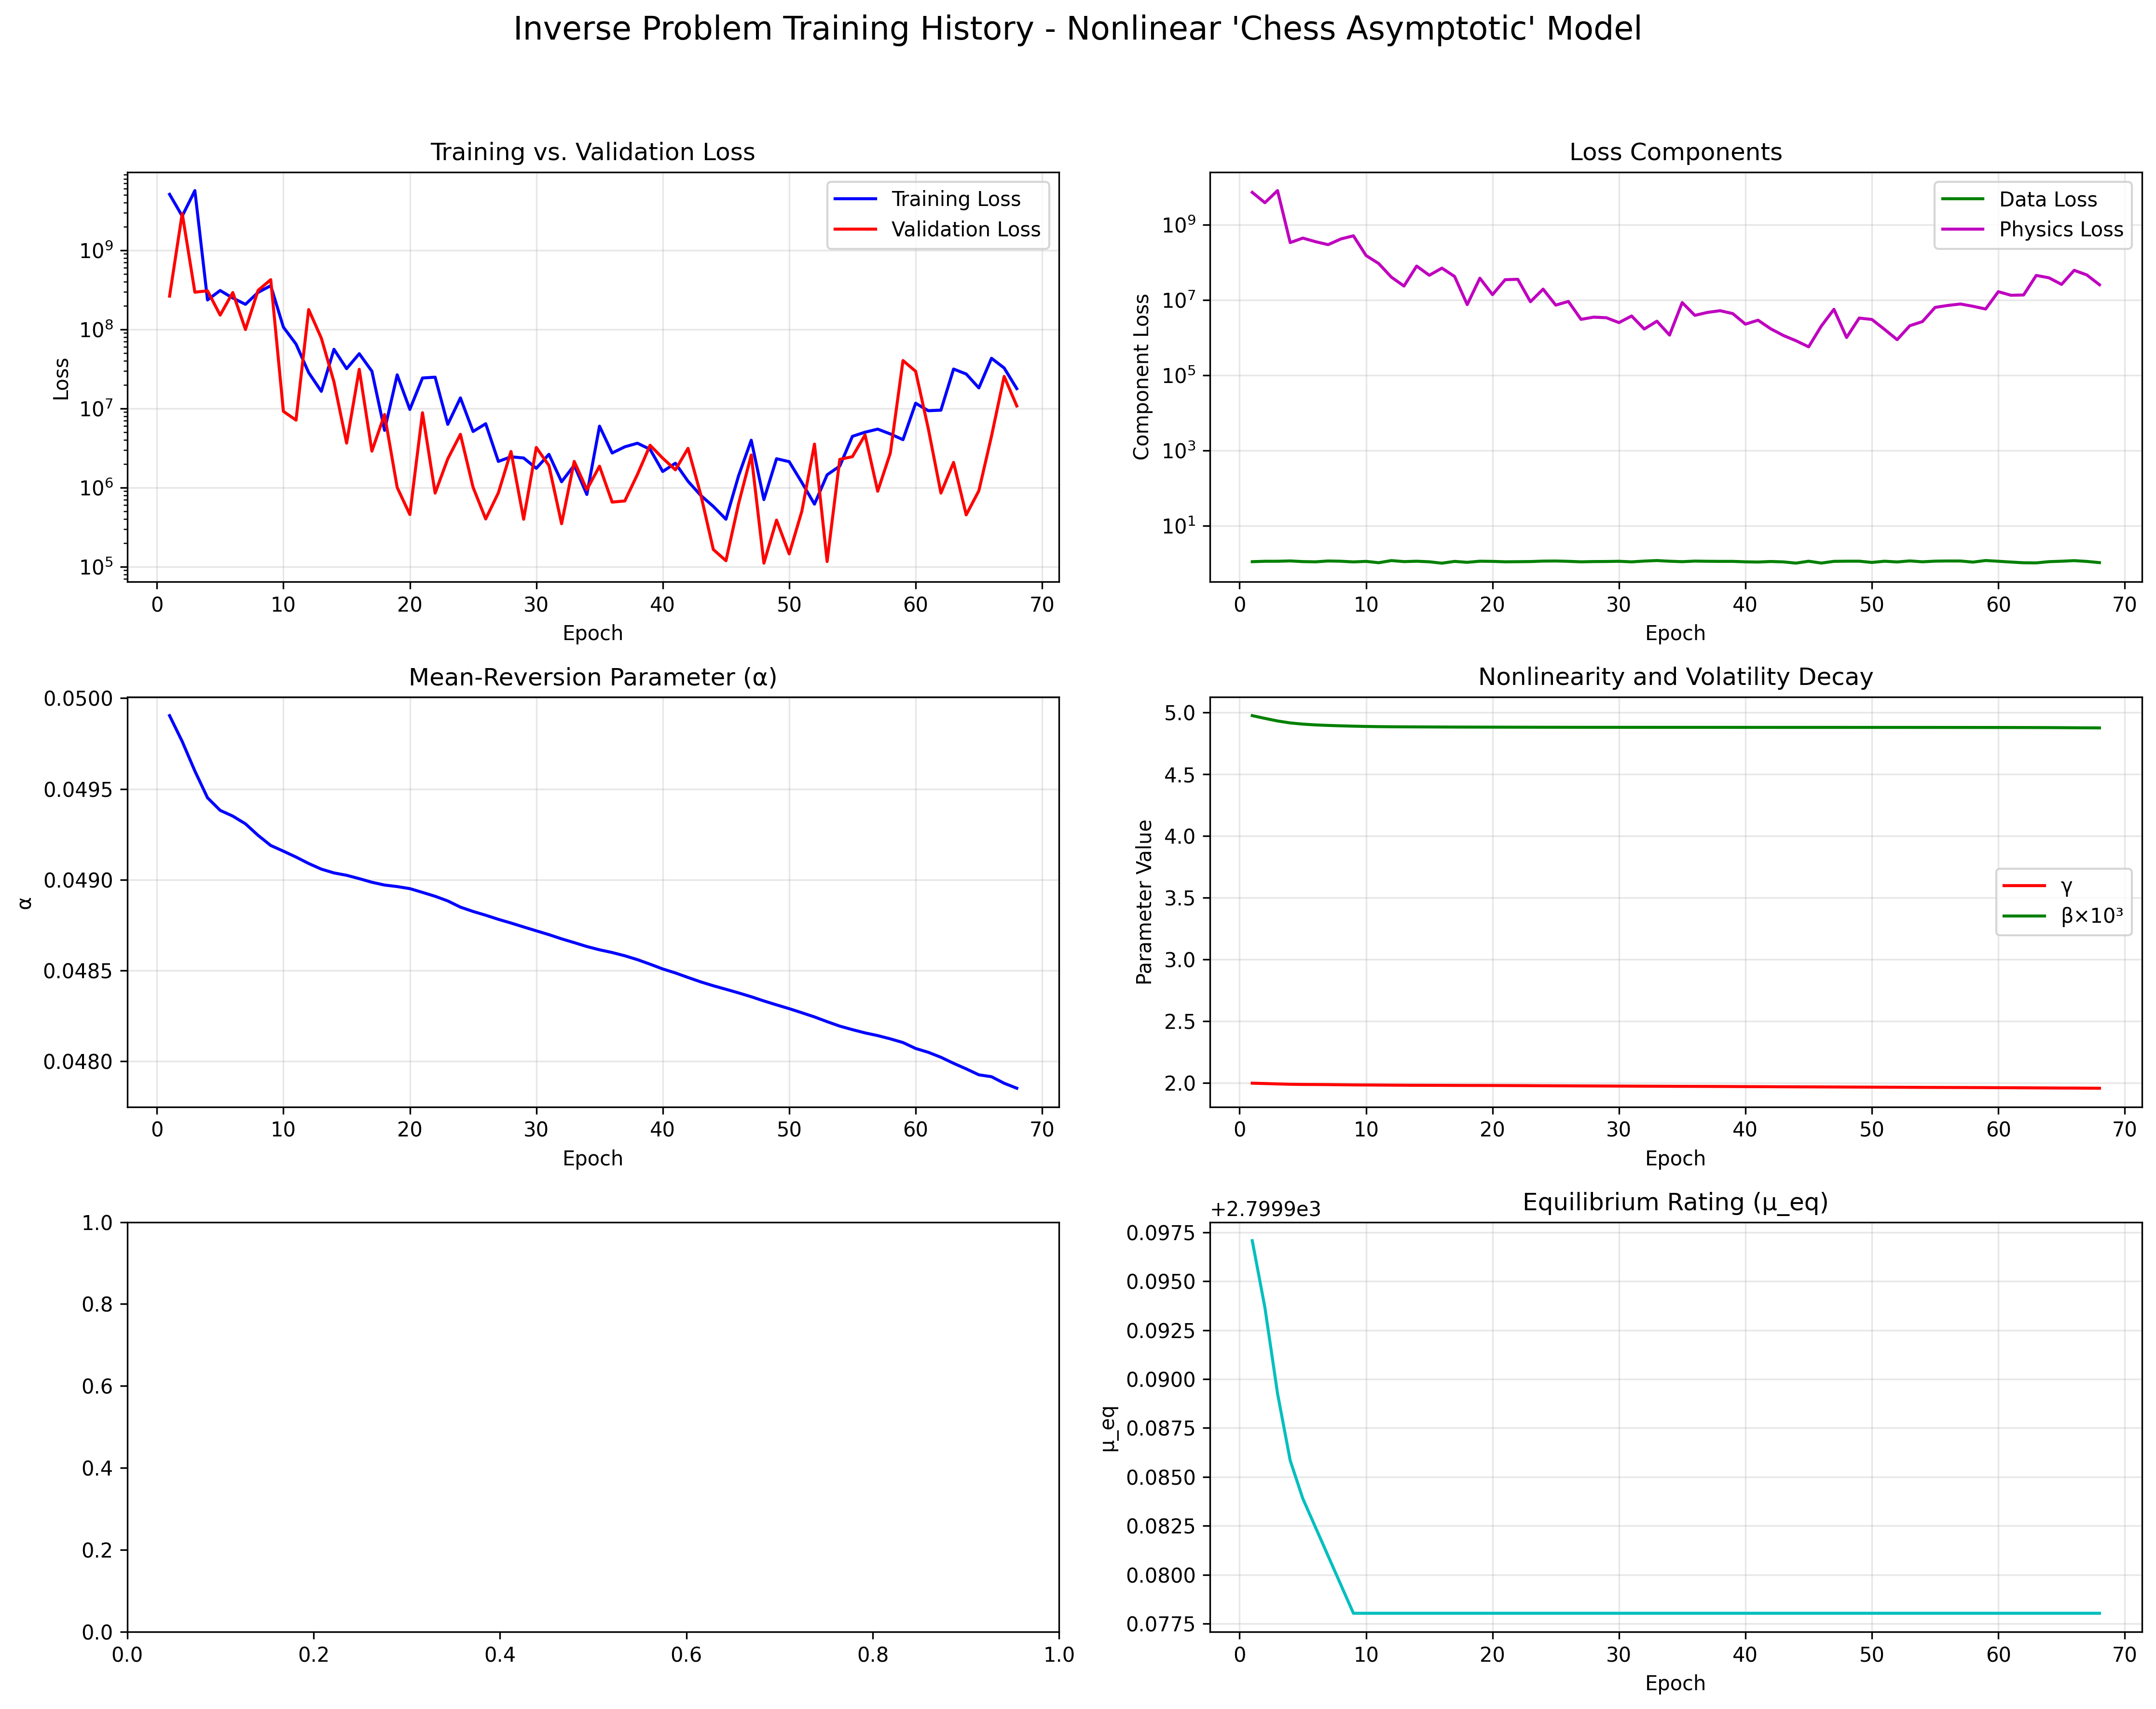 Inverse Problem Training History - Nonlinear 'Chess Asymptotic' Model
Training vs. Validation Loss
Training Loss
Validation Loss
10⁹
10⁸
10⁷
10⁶
10⁵
Loss
0 10 20 30 40 50 60 70
Epoch
Loss Components
Data Loss
Physics Loss
10⁹
10⁷
10⁵
10³
10¹
Component Loss
0 10 20 30 40 50 60 70
Epoch
Mean-Reversion Parameter (α)
0.0500
0.0495
0.0490
0.0485
0.0480
α
0 10 20 30 40 50 60 70
Epoch
Nonlinearity and Volatility Decay
5.0
4.5
4.0
3.5
3.0
2.5
2.0
Parameter Value
γ
β×10³
0 10 20 30 40 50 60 70
Epoch
1.0
0.8
0.6
0.4
0.2
0.0
0.0 0.2 0.4 0.6 0.8 1.0
Equilibrium Rating (μ_eq)
+2.7999e3
0.0975
0.0950
0.0925
0.0900
0.0875
0.0850
0.0825
0.0800
0.0775
μ_eq
0 10 20 30 40 50 60 70
Epoch